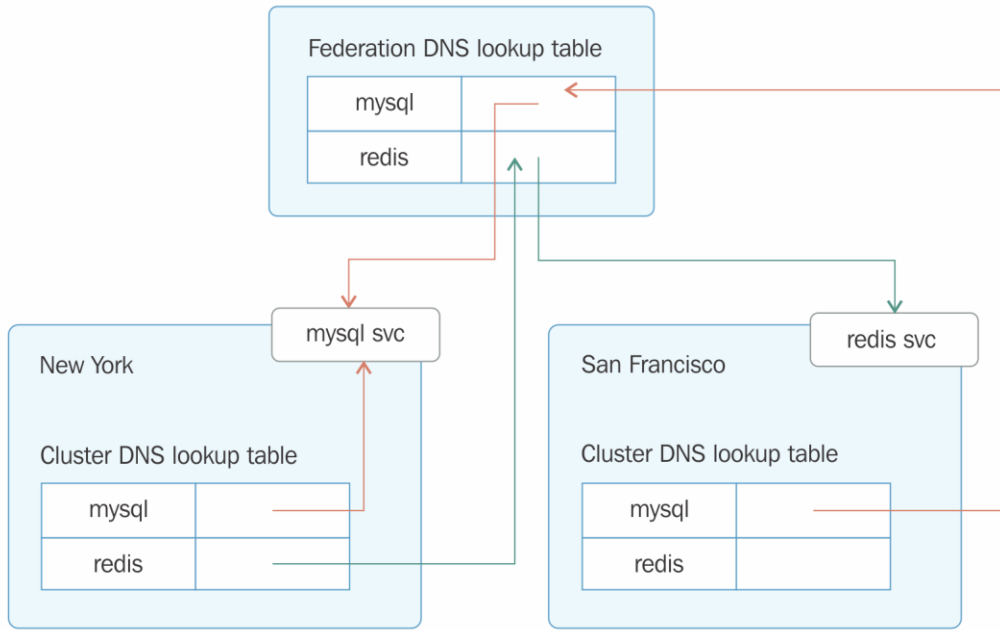 Federation DNS lookup table
mysql
redis
mysql svc
redis svc
New York
San Francisco
Cluster DNS lookup table
mysql
redis
Cluster DNS lookup table
mysql
redis